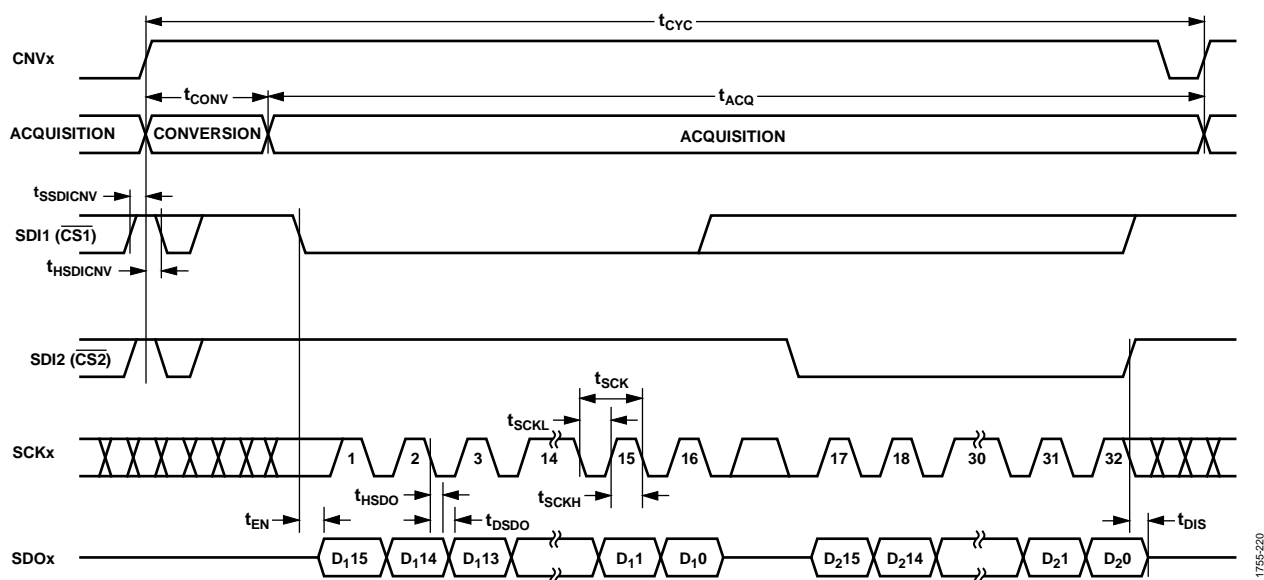 tCYC
CNVx
tCONV
tACQ
ACQUISITION
CONVERSION
ACQUISITION
tSSDICNV
SDI1 (CS1)
tHSDICNV
SDI2 (CS2)
tSCK
tSCKL
SCKx
1 2 3 14 15 16 17 18 30 31 32
tHSDO
tSCKH
tEN
tDSDO
tDIS
SDOx
D115 D114 D113 D11 D10 D215 D214 D21 D20
1755-220